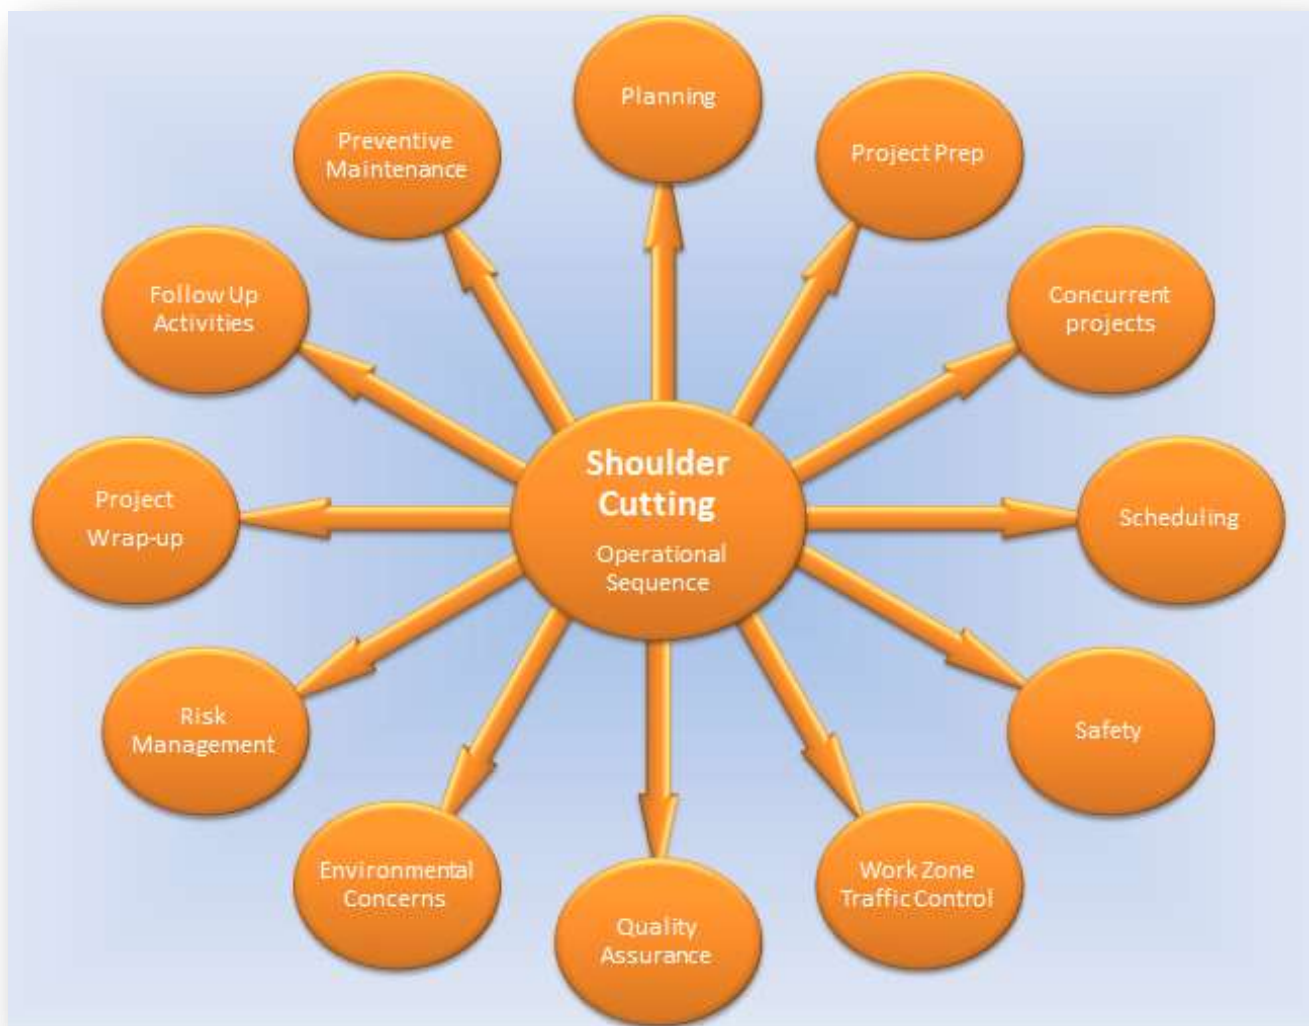 Planning
Project Prep
Concurrent
projects
Scheduling
Safety
Work Zone
Traffic Control
Quality
Assurance
Environmental
Concerns
Risk
Management
Project
Wrap-up
Follow Up
Activities
Preventive
Maintenance
Shoulder
Cutting
Operational
Sequence